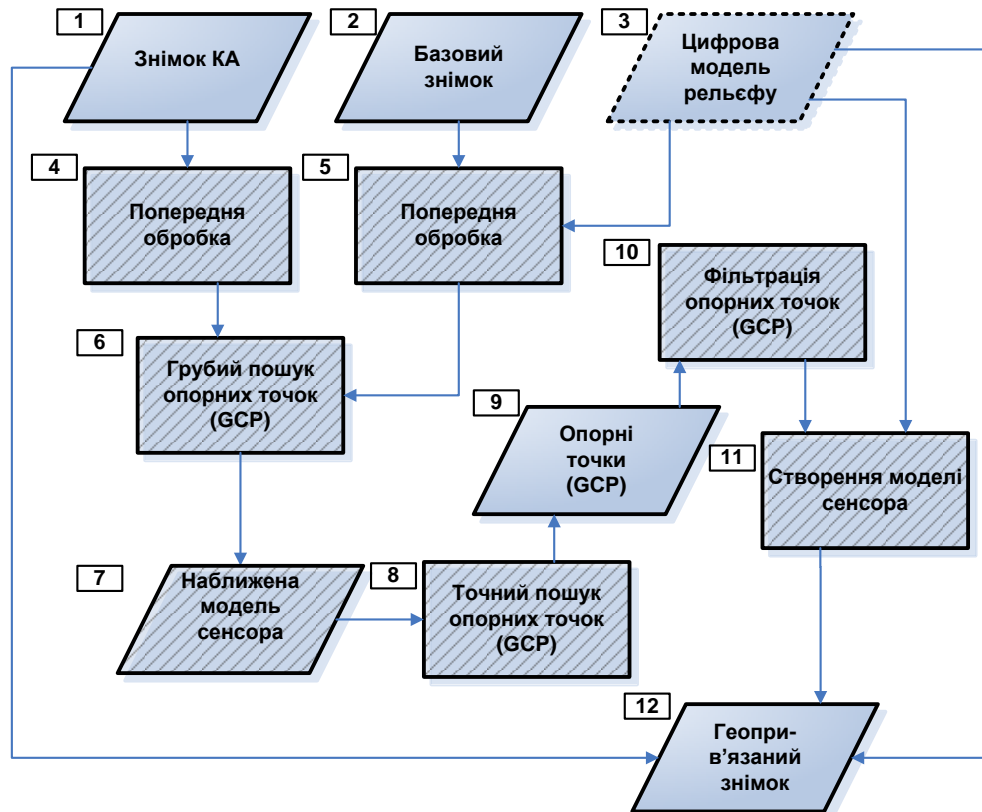 1
Знімок КА
2
Базовий
знімок
3
Цифрова
модель
рельєфу
4
Попередня
обробка
5
Попередня
обробка
6
Грубий пошук
опорних точок
(GCP)
7
Наближена
модель
сенсора
8
Точний пошук
опорних точок
(GCP)
9
Опорні
точки
(GCP)
10
Фільтрація
опорних точок
(GCP)
11
Створення моделі
сенсора
12
Геопри-
в’язаний
знімок